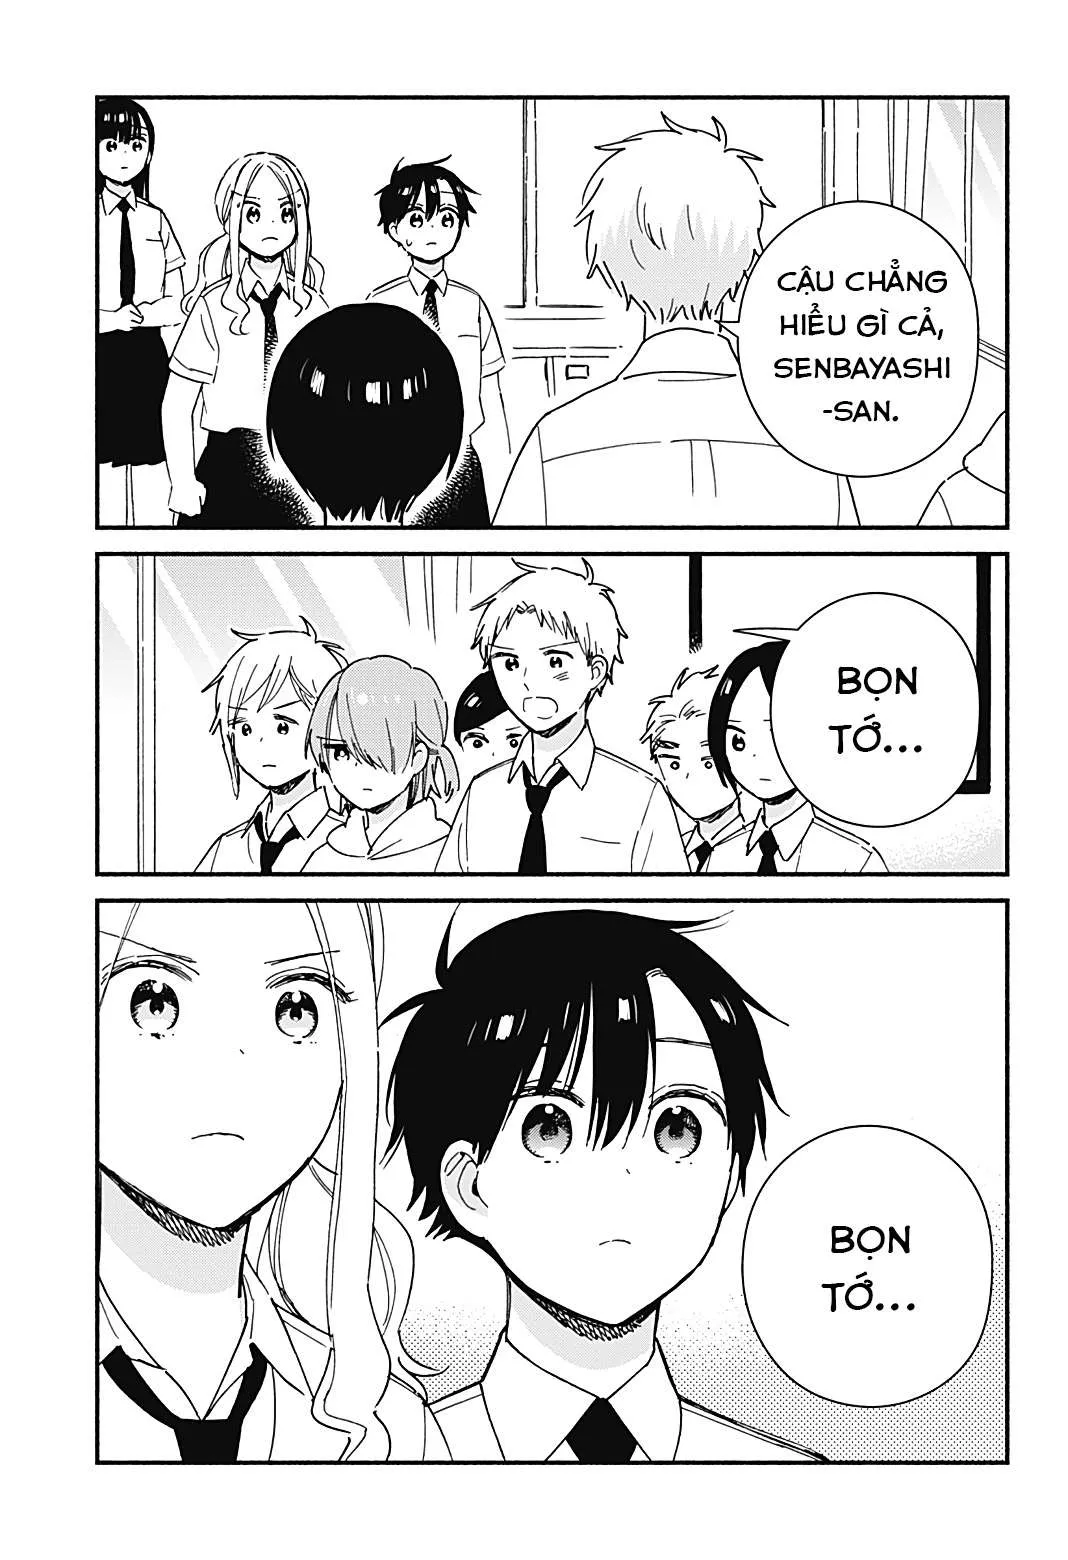 CẬU CHẲNG
HIỂU GÌ CẢ,
SENBAYASHI
-SAN.
BỌN
TỚ...
BỌN
TỚ...